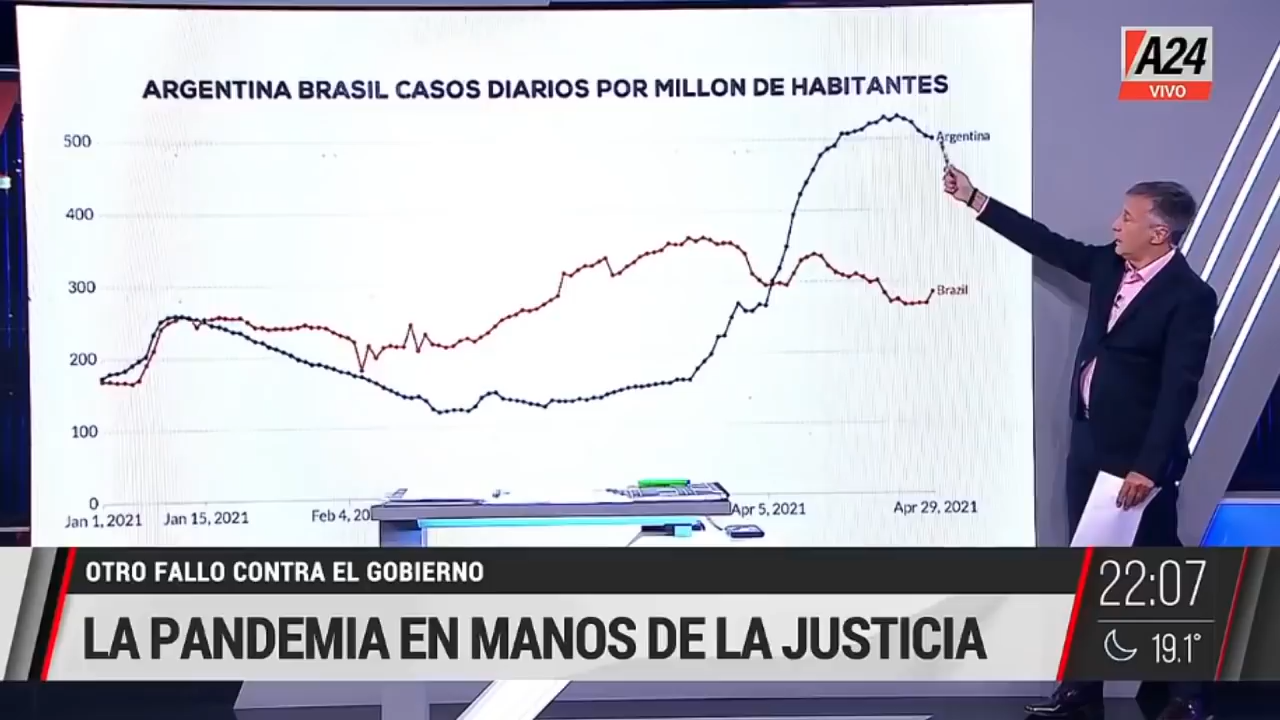 A24
VIVO
ARGENTINA BRASIL CASOS DIARIOS POR MILLON DE HABITANTES
500
400
300
200
100
0
Argentina
Brazil
Jan 1, 2021
Jan 15, 2021
Feb 4, 20
Apr 5, 2021
Apr 29, 2021
OTRO FALLO CONTRA EL GOBIERNO
LA PANDEMIA EN MANOS DE LA JUSTICIA
22:07
19.1°